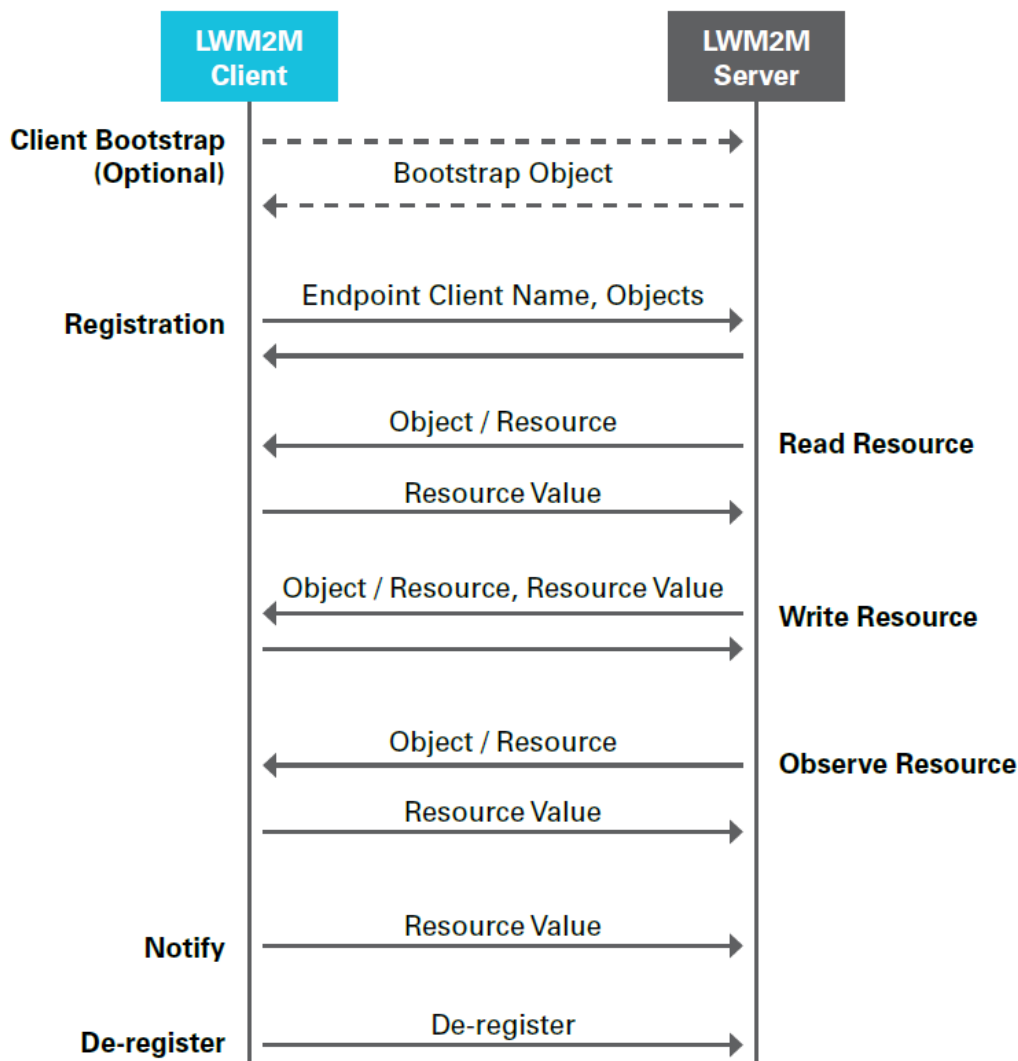 LWM2M
Client
LWM2M
Server
Client Bootstrap
(Optional)
Bootstrap Object
Endpoint Client Name, Objects
Registration
Object / Resource
Read Resource
Resource Value
Object / Resource, Resource Value
Write Resource
Object / Resource
Observe Resource
Resource Value
Resource Value
Notify
De-register
De-register